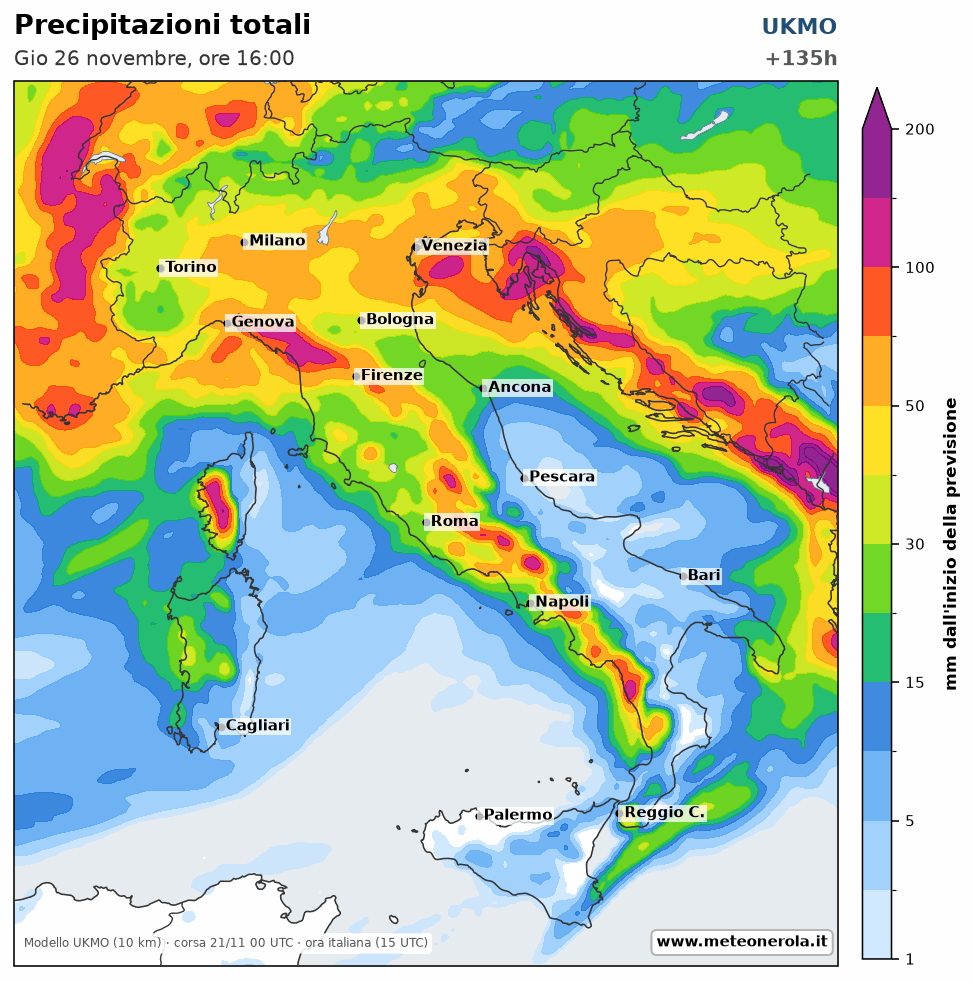 Precipitazioni totali
UKMO
Gio 26 novembre, ore 16:00
+135h
200
100
50
30
15
5
1
mm dall'inizio della previsione
Milano
Venezia
Torino
Genova
Bologna
Firenze
Ancona
Pescara
Roma
Bari
Napoli
Cagliari
Palermo
Reggio C.
Modello UKMO (10 km) · corsa 21/11 00 UTC · ora italiana (15 UTC)
www.meteonerola.it